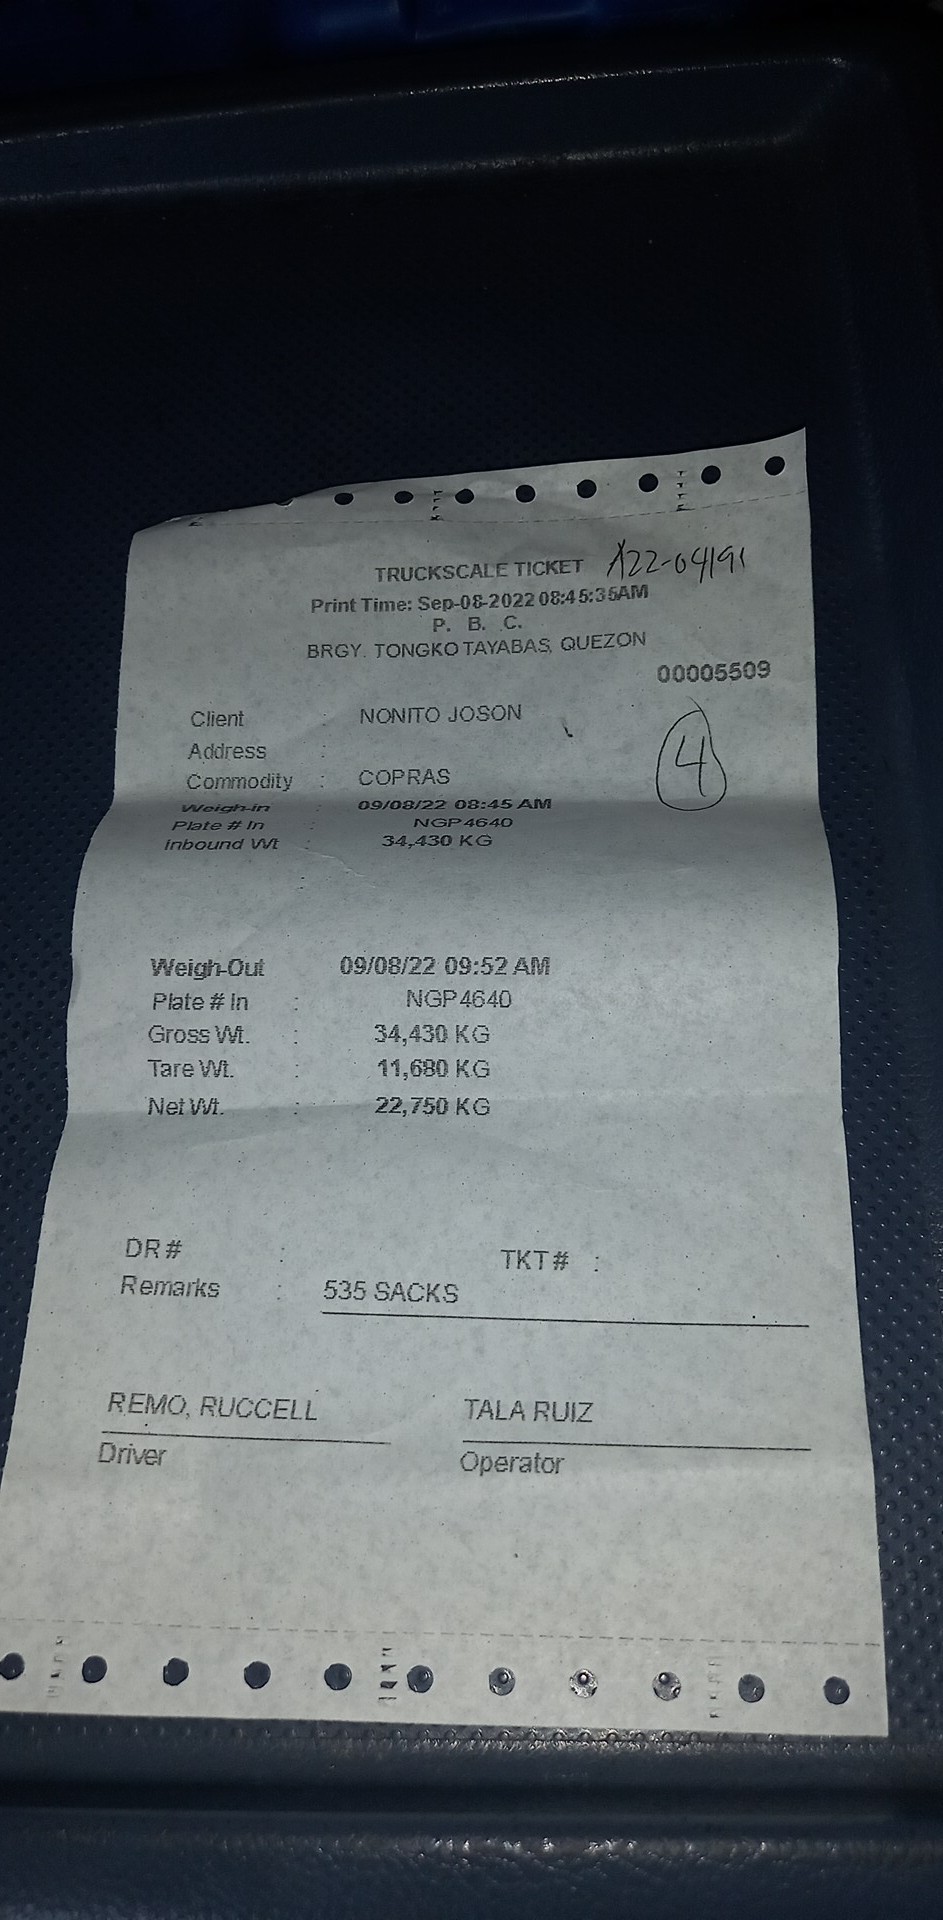 TRUCKSCALE TICKET A22-04191
Print Time: Sep-08-2022 08:45:35AM
P. B. C.
BRGY. TONGKO TAYABAS, QUEZON
00005509
Client : NONITO JOSON
Address :
4
Commodity : COPRAS
Weigh-in : 09/08/22 08:45 AM
Plate # In : NGP4640
Inbound Wt : 34,430 KG
Weigh-Out 09/08/22 09:52 AM
Plate # In : NGP4640
Gross Wt. : 34,430 KG
Tare Wt. : 11,680 KG
Net Wt. : 22,750 KG
DR # : TKT # :
Remarks : 535 SACKS
REMO, RUCCELL TALA RUIZ
Driver Operator